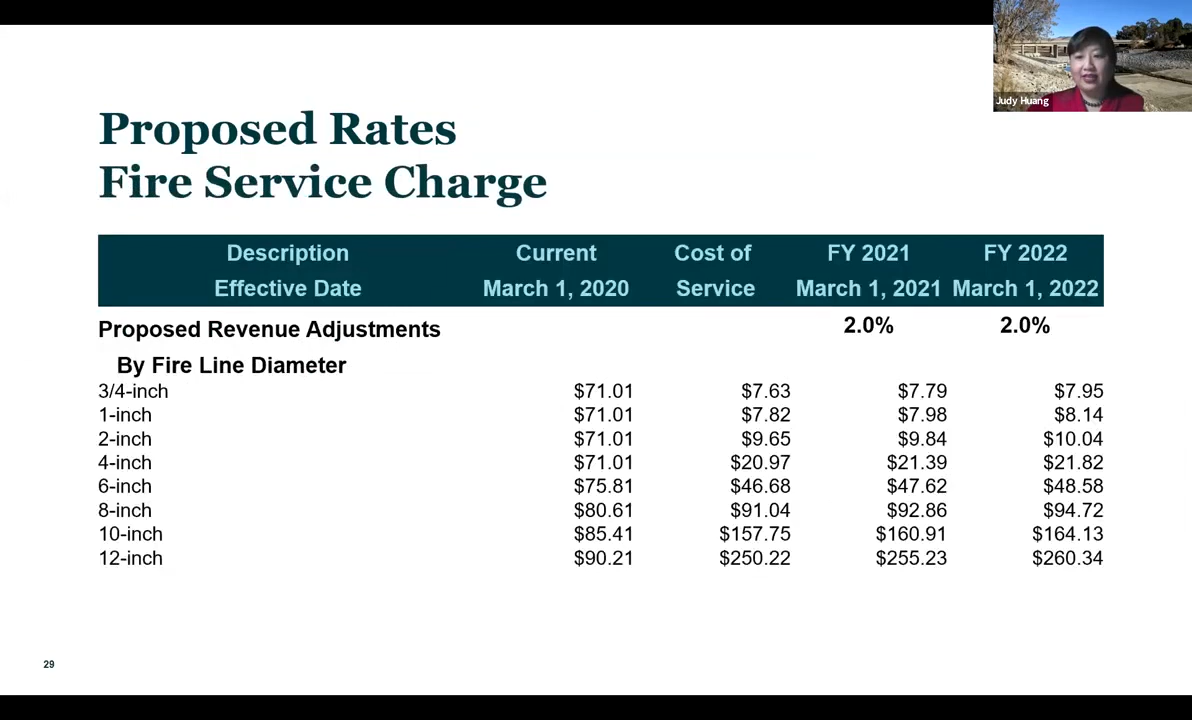 Judy Huang
Proposed Rates
Fire Service Charge
Description Current Cost of FY 2021 FY 2022
Effective Date March 1, 2020 Service March 1, 2021 March 1, 2022
Proposed Revenue Adjustments 2.0% 2.0%
By Fire Line Diameter
3/4-inch $71.01 $7.63 $7.79 $7.95
1-inch $71.01 $7.82 $7.98 $8.14
2-inch $71.01 $9.65 $9.84 $10.04
4-inch $71.01 $20.97 $21.39 $21.82
6-inch $75.81 $46.68 $47.62 $48.58
8-inch $80.61 $91.04 $92.86 $94.72
10-inch $85.41 $157.75 $160.91 $164.13
12-inch $90.21 $250.22 $255.23 $260.34
29